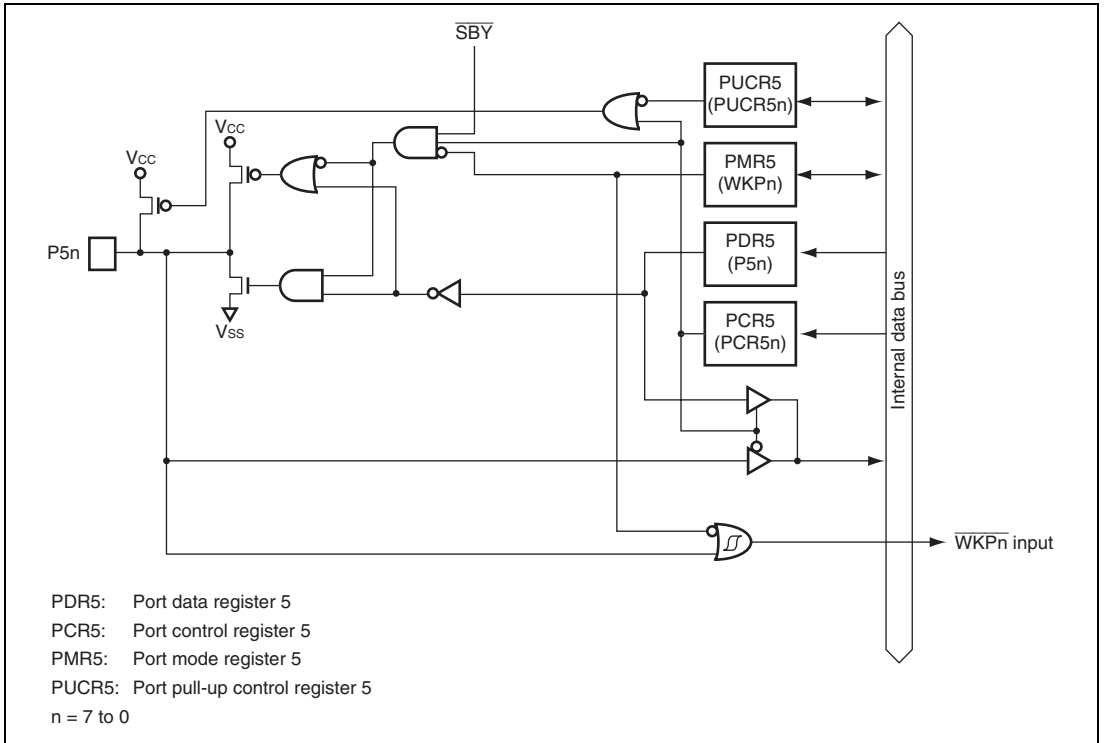 S̅B̅Y̅
PUCR5
(PUCR5n)
VCC
VCC
PMR5
(WKPn)
P5n
PDR5
(P5n)
VSS
PCR5
(PCR5n)
Internal data bus
W̅K̅P̅n̅ input
PDR5: Port data register 5
PCR5: Port control register 5
PMR5: Port mode register 5
PUCR5: Port pull-up control register 5
n = 7 to 0